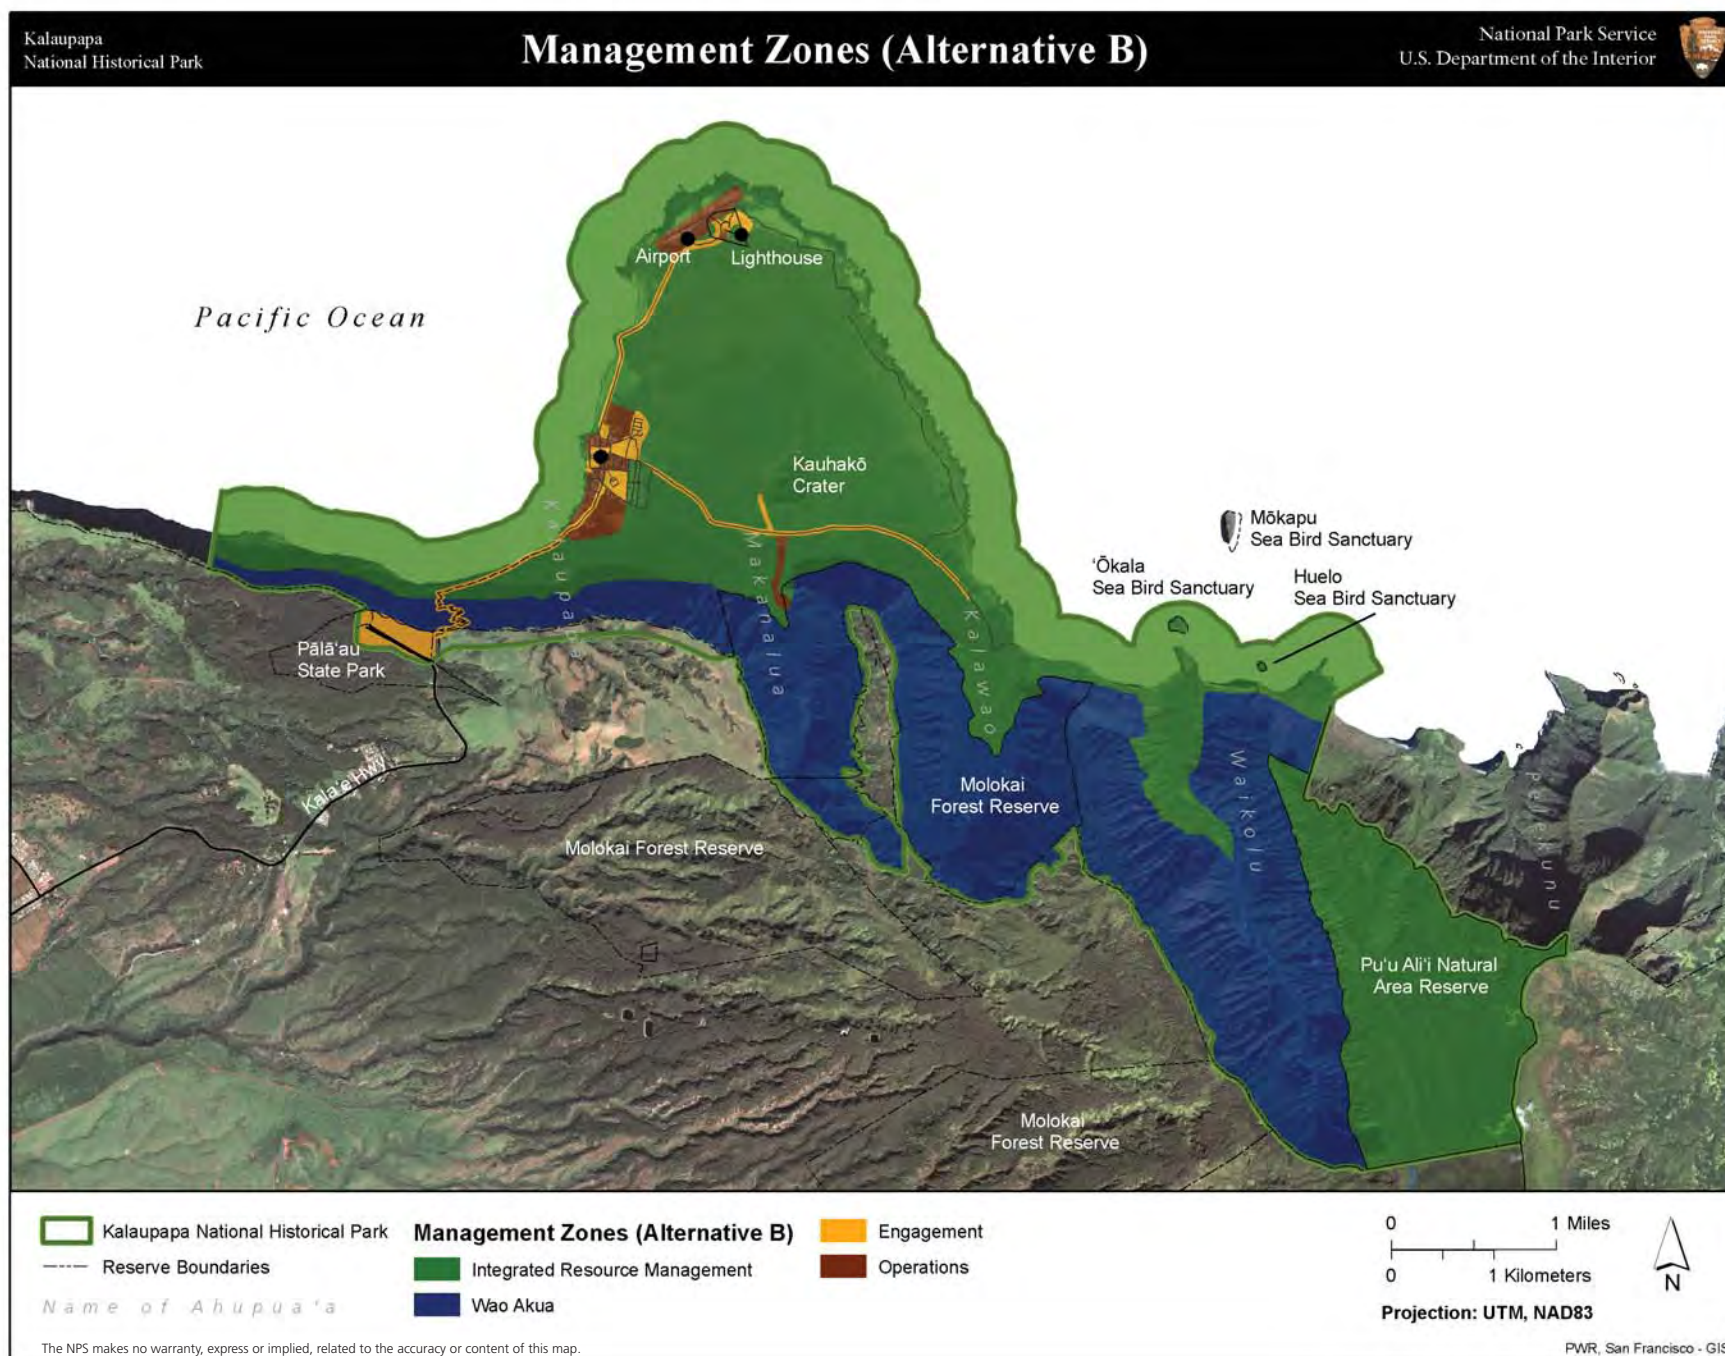 Kalaupapa
National Historical Park
Management Zones (Alternative B)
National Park Service
U.S. Department of the Interior
Pacific Ocean
Airport
Lighthouse
Kauhakō
Crater
Mōkapu
Sea Bird Sanctuary
ʻŌkala
Sea Bird Sanctuary
Huelo
Sea Bird Sanctuary
Kalaupapa
Makanalua
Kalawao
Waikolu
Pelekunu
Pālāʻau
State Park
Kalaʻe Hwy
Molokai
Forest Reserve
Molokai Forest Reserve
Puʻu Aliʻi Natural
Area Reserve
Molokai
Forest Reserve
Kalaupapa National Historical Park
Reserve Boundaries
Name of Ahupuaʻa
Management Zones (Alternative B)
Integrated Resource Management
Wao Akua
Engagement
Operations
0 1 Miles
0 1 Kilometers
N
Projection: UTM, NAD83
The NPS makes no warranty, express or implied, related to the accuracy or content of this map.
PWR, San Francisco - GIS